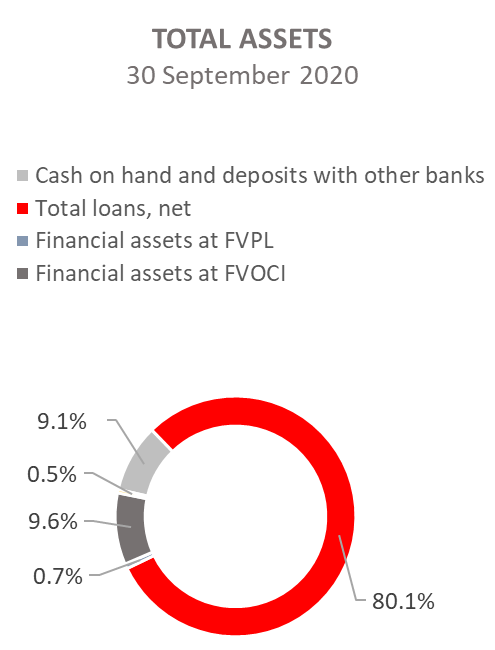 TOTAL ASSETS
30 September 2020
Cash on hand and deposits with other banks
Total loans, net
Financial assets at FVPL
Financial assets at FVOCI
9.1%
0.5%
9.6%
0.7%
80.1%